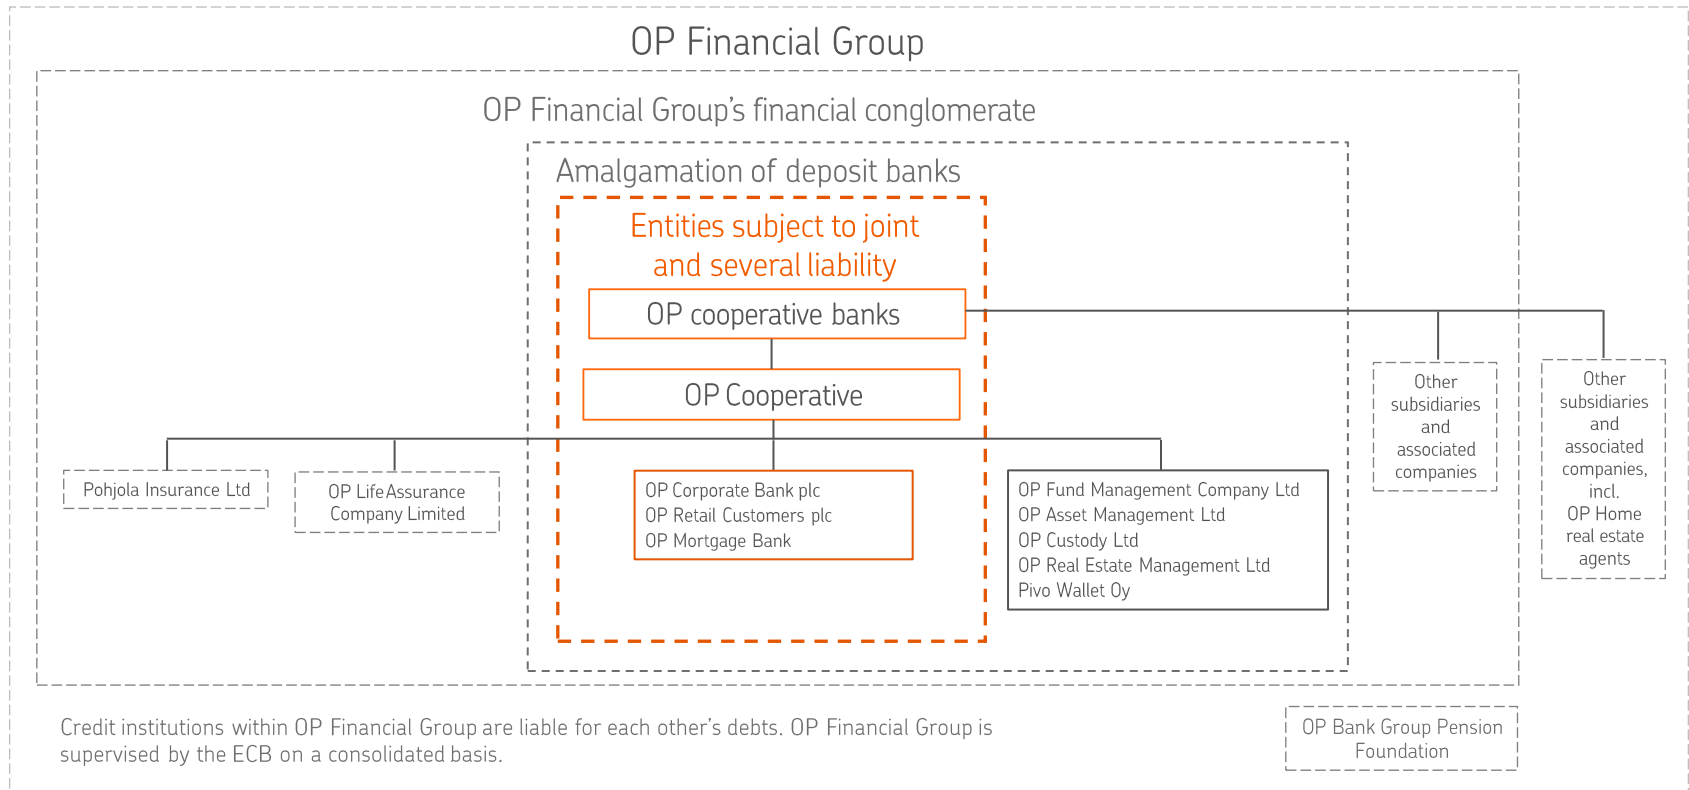 OP Financial Group
OP Financial Group's financial conglomerate
Amalgamation of deposit banks
Entities subject to joint
and several liability
OP cooperative banks
OP Cooperative
Pohjola Insurance Ltd
OP Life Assurance
Company Limited
OP Corporate Bank plc
OP Retail Customers plc
OP Mortgage Bank
OP Fund Management Company Ltd
OP Asset Management Ltd
OP Custody Ltd
OP Real Estate Management Ltd
Pivo Wallet Oy
Other
subsidiaries
and
associated
companies
Other
subsidiaries
and
associated
companies,
incl.
OP Home
real estate
agents
Credit institutions within OP Financial Group are liable for each other's debts. OP Financial Group is
supervised by the ECB on a consolidated basis.
OP Bank Group Pension
Foundation